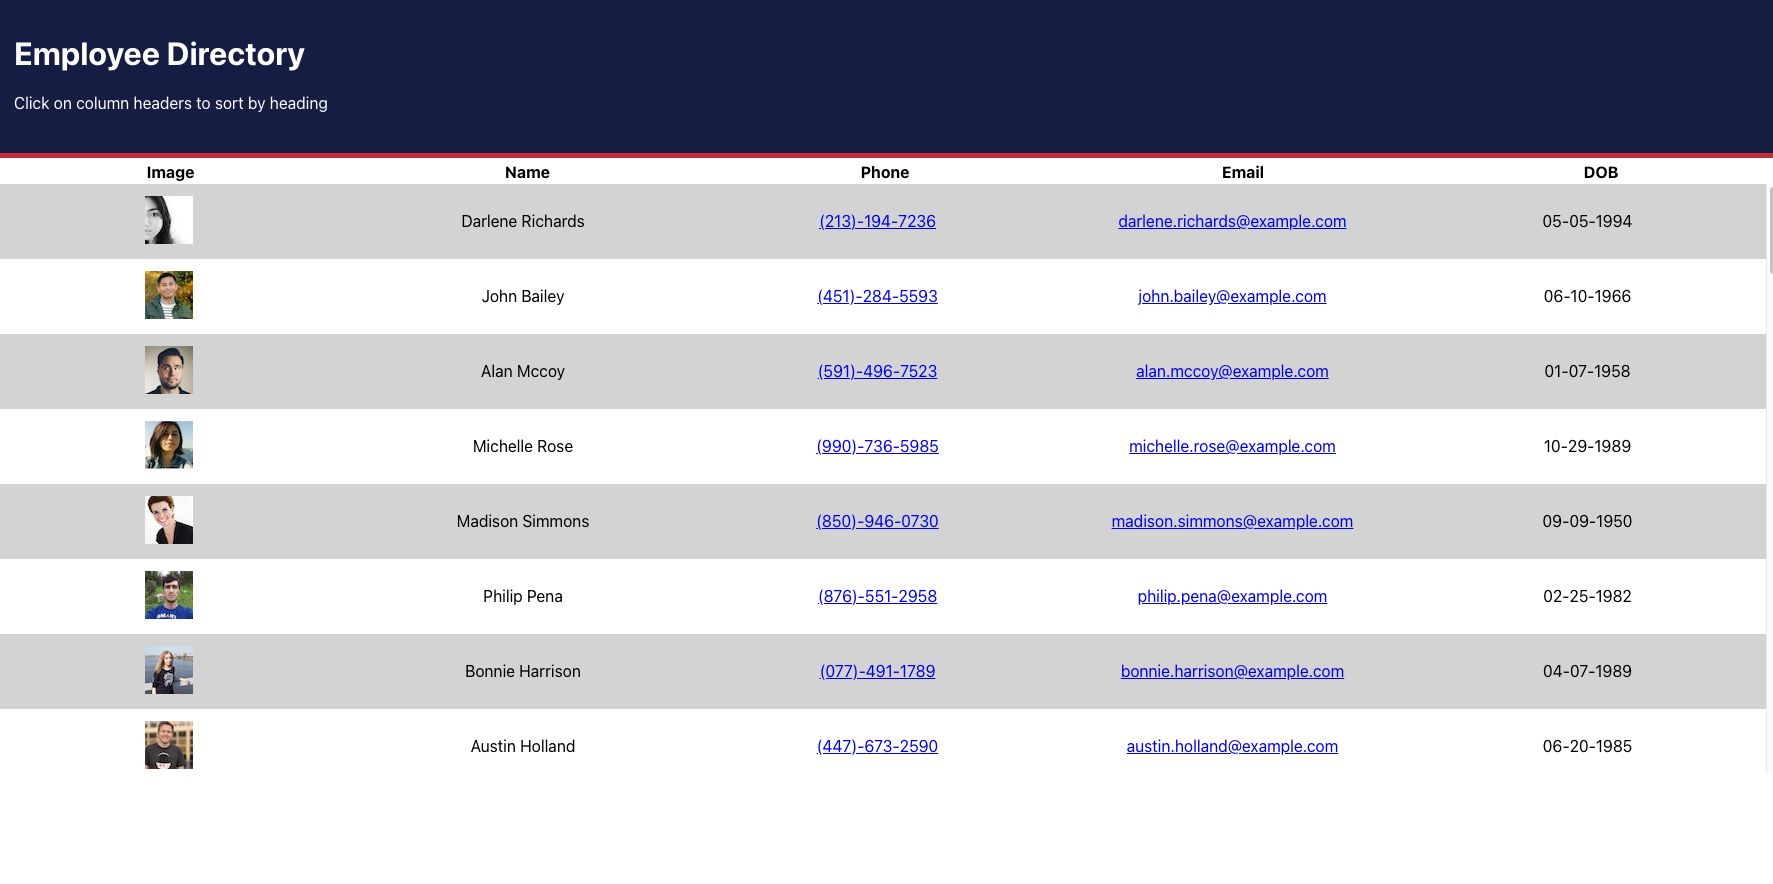 Employee Directory
Click on column headers to sort by heading
Image Name Phone Email DOB
Darlene Richards (213)-194-7236 darlene.richards@example.com 05-05-1994
John Bailey (451)-284-5593 john.bailey@example.com 06-10-1966
Alan Mccoy (591)-496-7523 alan.mccoy@example.com 01-07-1958
Michelle Rose (990)-736-5985 michelle.rose@example.com 10-29-1989
Madison Simmons (850)-946-0730 madison.simmons@example.com 09-09-1950
Philip Pena (876)-551-2958 philip.pena@example.com 02-25-1982
Bonnie Harrison (077)-491-1789 bonnie.harrison@example.com 04-07-1989
Austin Holland (447)-673-2590 austin.holland@example.com 06-20-1985